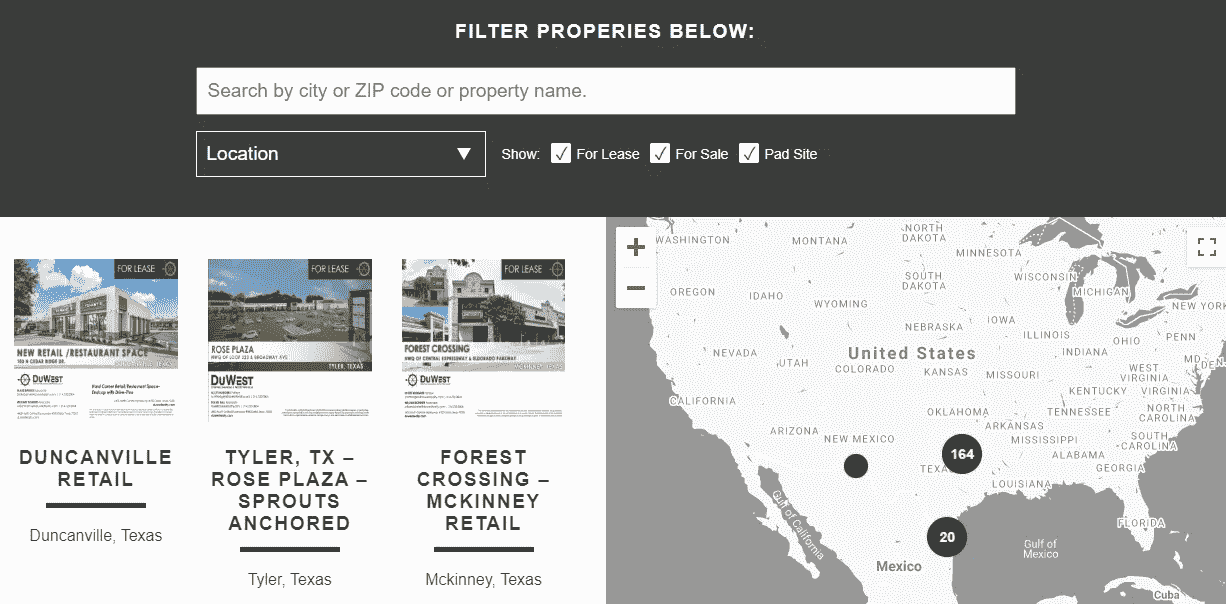 FILTER PROPERIES BELOW:
Search by city or ZIP code or property name.
Location
Show:
For Lease
For Sale
Pad Site
FOR LEASE
NEW RETAIL /RESTAURANT SPACE
DUWEST
DUNCANVILLE
RETAIL
Duncanville, Texas
FOR LEASE
ROSE PLAZA
TYLER, TEXAS
DUWEST
TYLER, TX –
ROSE PLAZA –
SPROUTS
ANCHORED
Tyler, Texas
FOR LEASE
FOREST CROSSING
DUWEST
FOREST
CROSSING –
MCKINNEY
RETAIL
Mckinney, Texas
+
−
WASHINGTON
MONTANA
NORTH
DAKOTA
MINNESOTA
OREGON
IDAHO
WYOMING
SOUTH
DAKOTA
WISCONSIN
MICHIGAN
NEW YORK
NEBRASKA
IOWA
ILLINOIS
INDIANA
OHIO
PENN
NEVADA
UTAH
United States
COLORADO
KANSAS
MISSOURI
WEST
VIRGINIA
MD
DEN
KENTUCKY
VIRGINIA
CALIFORNIA
ARIZONA
NEW MEXICO
OKLAHOMA
ARKANSAS
TENNESSEE
NORTH
CAROLINA
MISSISSIPPI
SOUTH
CAROLINA
ALABAMA
GEORGIA
164
TEXA
LOUISIANA
FLORIDA
20
Gulf of
Mexico
Gulf of California
Mexico
Cuba